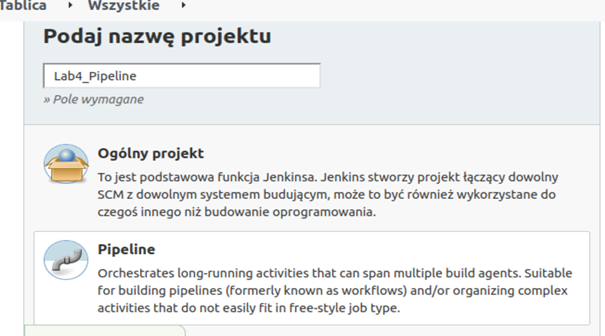 Tablica ‣ Wszystkie ‣
Podaj nazwę projektu
Lab4_Pipeline
» Pole wymagane
Ogólny projekt
To jest podstawowa funkcja Jenkinsa. Jenkins stworzy projekt łączący dowolny
SCM z dowolnym systemem budującym, może to być również wykorzystane do
czegoś innego niż budowanie oprogramowania.
Pipeline
Orchestrates long-running activities that can span multiple build agents. Suitable
for building pipelines (formerly known as workflows) and/or organizing complex
activities that do not easily fit in free-style job type.